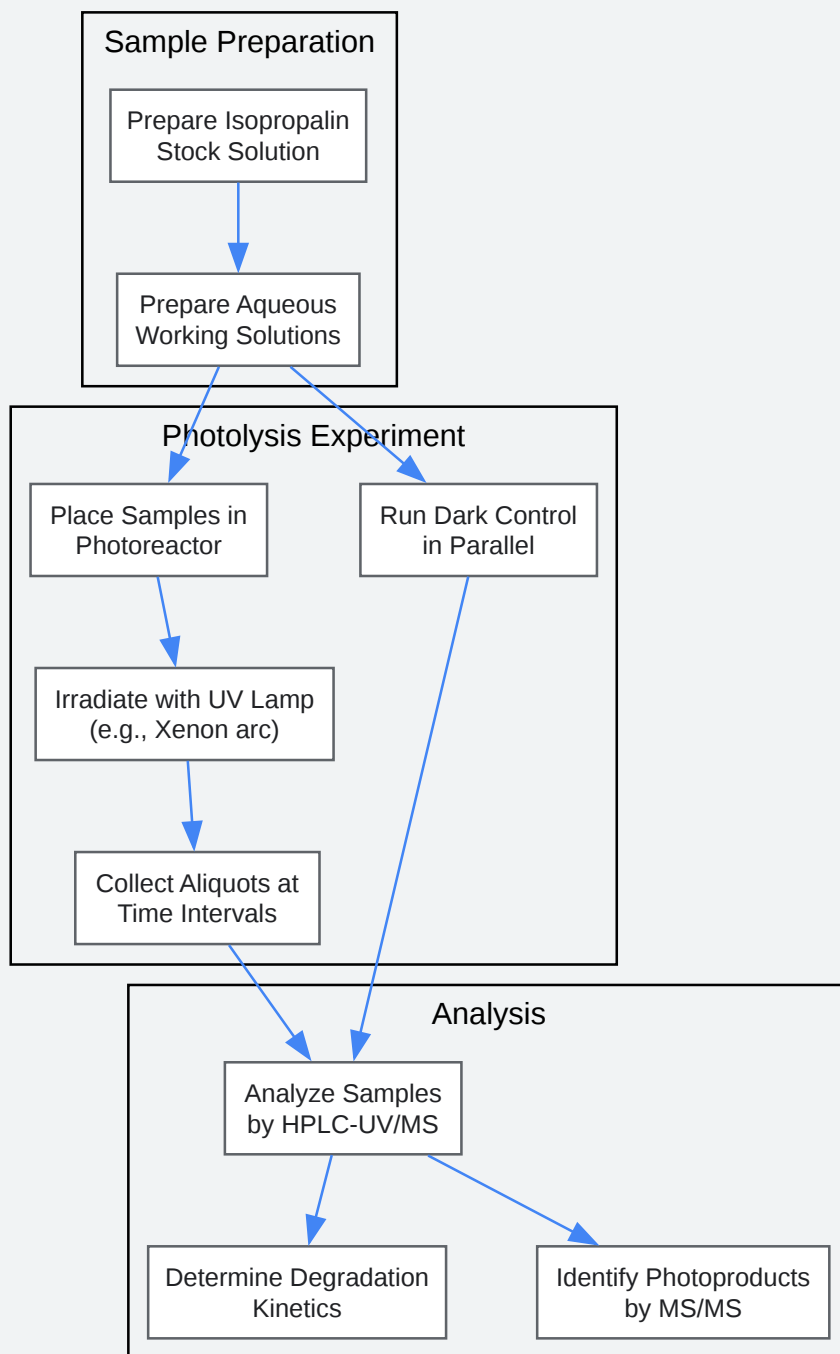 Sample Preparation
Prepare Isopropalin
Stock Solution
Prepare Aqueous
Working Solutions
Photolysis Experiment
Place Samples in
Photoreactor
Run Dark Control
in Parallel
Irradiate with UV Lamp
(e.g., Xenon arc)
Collect Aliquots at
Time Intervals
Analysis
Analyze Samples
by HPLC-UV/MS
Determine Degradation
Kinetics
Identify Photoproducts
by MS/MS